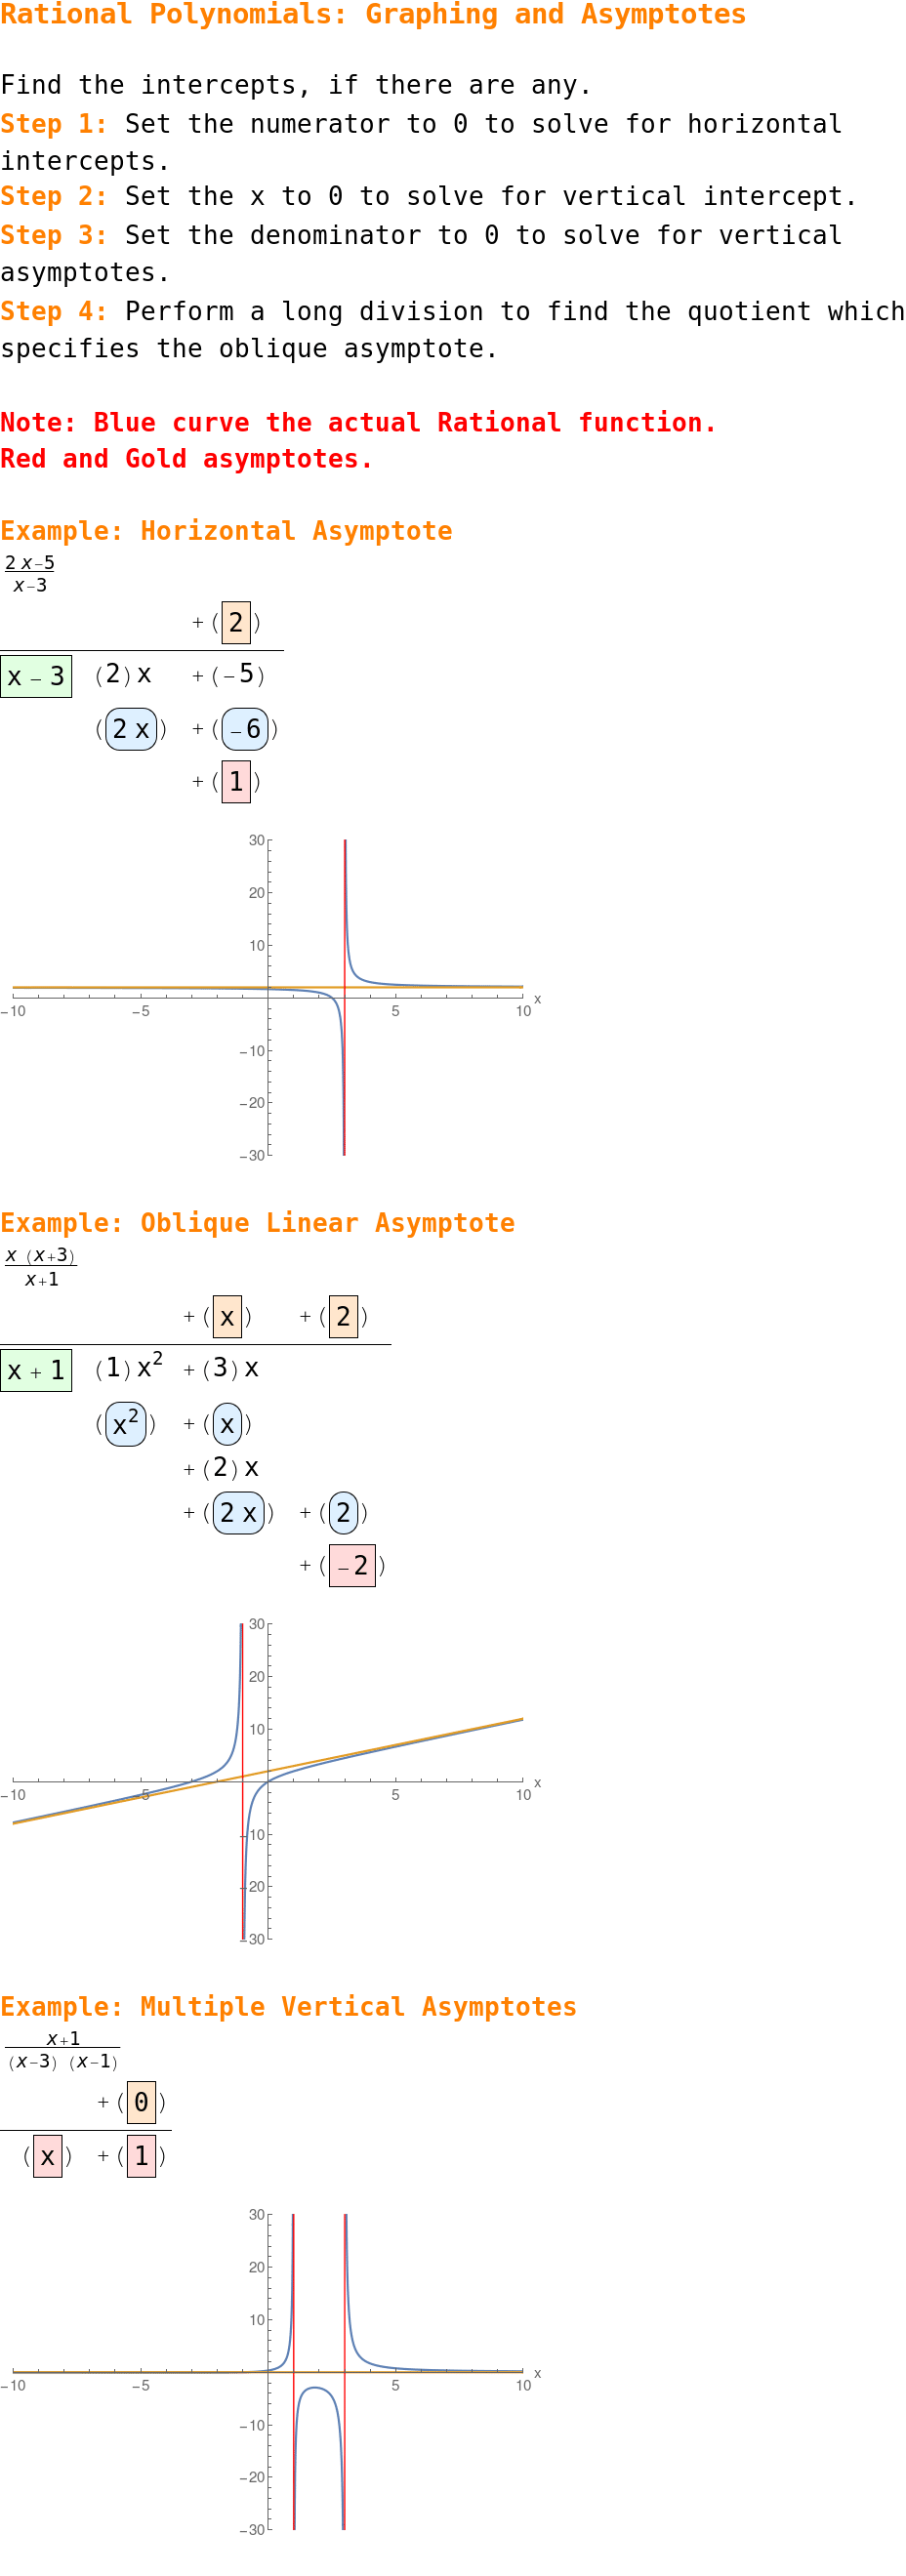 Rational Polynomials: Graphing and Asymptotes
Find the intercepts, if there are any.
Step 1: Set the numerator to 0 to solve for horizontal
intercepts.
Step 2: Set the x to 0 to solve for vertical intercept.
Step 3: Set the denominator to 0 to solve for vertical
asymptotes.
Step 4: Perform a long division to find the quotient which
specifies the oblique asymptote.
Note: Blue curve the actual Rational function.
Red and Gold asymptotes.
Example: Horizontal Asymptote
2 x−5
x−3
+ ( 2 )
x − 3 (2) x + (−5)
( 2 x ) + ( −6 )
+ ( 1 )
30
20
10
−10 −5 5 10 x
−10
−20
−30
Example: Oblique Linear Asymptote
x (x+3)
x+1
+ ( x ) + ( 2 )
x + 1 (1) x² + (3) x
( x² ) + ( x )
+ (2) x
+ ( 2 x ) + ( 2 )
+ ( −2 )
30
20
10
−10 −5 5 10 x
−10
−20
−30
Example: Multiple Vertical Asymptotes
x+1
(x−3) (x−1)
+ ( 0 )
( x ) + ( 1 )
30
20
10
−10 −5 5 10 x
−10
−20
−30